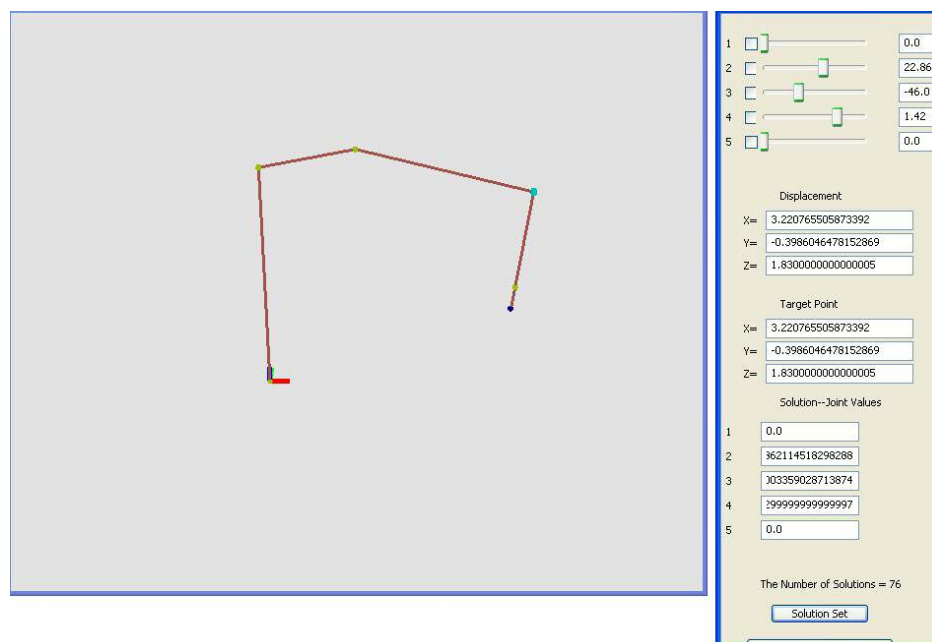 1 0.0
2 22.86
3 -46.0
4 1.42
5 0.0
Displacement
X= 3.220765505873392
Y= -0.3986046478152869
Z= 1.8300000000000005
Target Point
X= 3.220765505873392
Y= -0.3986046478152869
Z= 1.8300000000000005
Solution--Joint Values
1 0.0
2 362114518298288
3 003359028713874
4 299999999999997
5 0.0
The Number of Solutions = 76
Solution Set